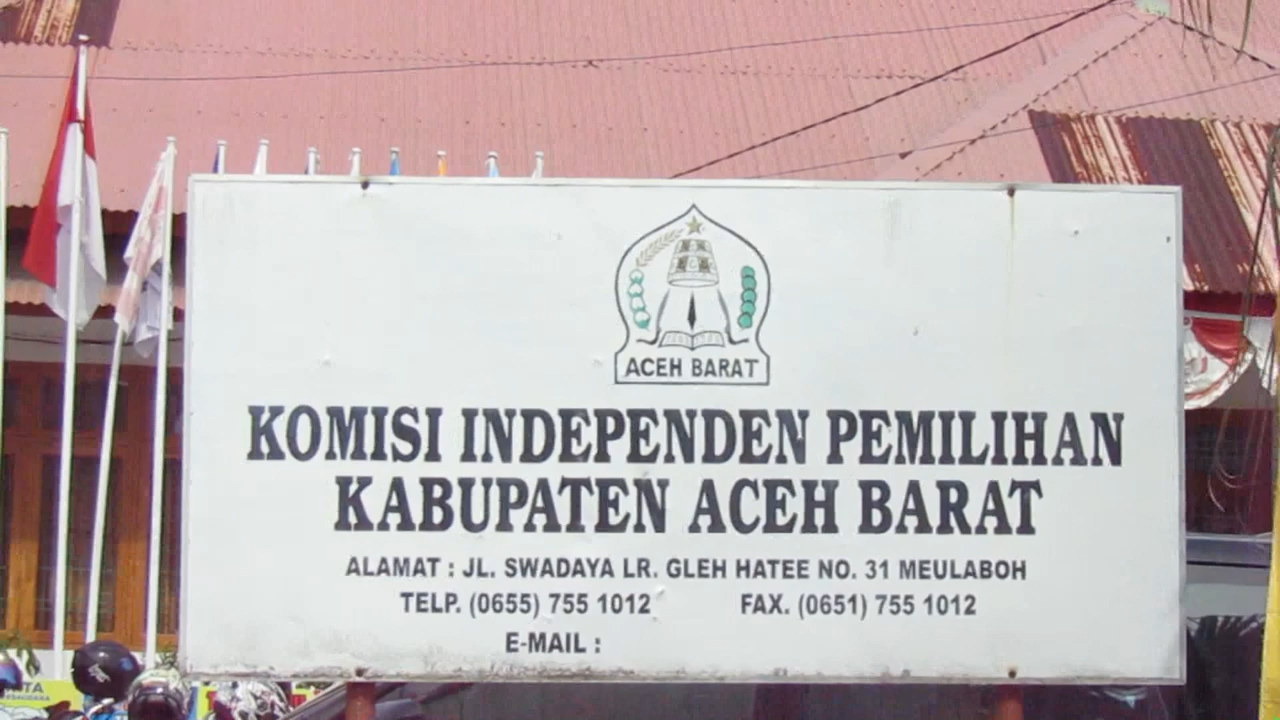 ACEH BARAT
KOMISI INDEPENDEN PEMILIHAN
KABUPATEN ACEH BARAT
ALAMAT : JL. SWADAYA LR. GLEH HATEE NO. 31 MEULABOH
TELP. (0655) 755 1012 FAX. (0651) 755 1012
E-MAIL :